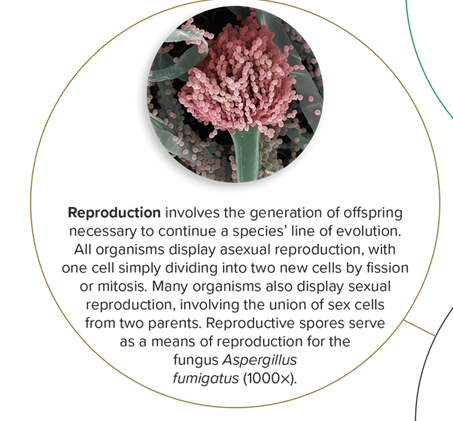 Reproduction involves the generation of offspring
necessary to continue a species’ line of evolution.
All organisms display asexual reproduction, with
one cell simply dividing into two new cells by fission
or mitosis. Many organisms also display sexual
reproduction, involving the union of sex cells
from two parents. Reproductive spores serve
as a means of reproduction for the
fungus Aspergillus
fumigatus (1000×).